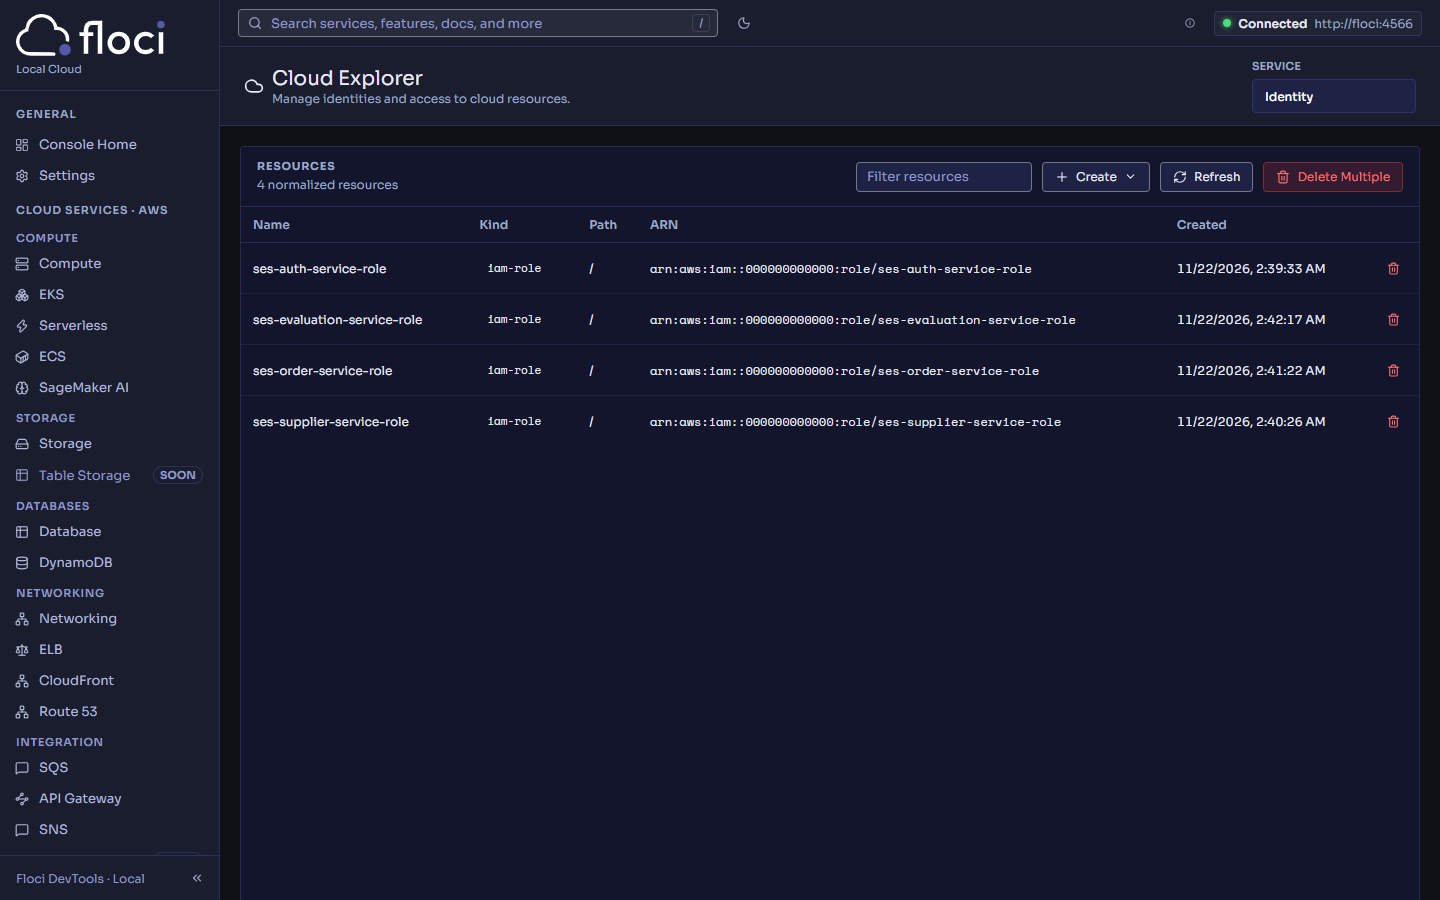 floci
Local Cloud
GENERAL
Console Home
Settings
CLOUD SERVICES · AWS
COMPUTE
Compute
EKS
Serverless
ECS
SageMaker AI
STORAGE
Storage
Table Storage SOON
DATABASES
Database
DynamoDB
NETWORKING
Networking
ELB
CloudFront
Route 53
INTEGRATION
SQS
API Gateway
SNS
Floci DevTools · Local
Search services, features, docs, and more /
Connected http://floci:4566
Cloud Explorer
Manage identities and access to cloud resources.
SERVICE
Identity
RESOURCES
4 normalized resources
Filter resources Create Refresh Delete Multiple
Name Kind Path ARN Created
ses-auth-service-role iam-role / arn:aws:iam::000000000000:role/ses-auth-service-role 11/22/2026, 2:39:33 AM
ses-evaluation-service-role iam-role / arn:aws:iam::000000000000:role/ses-evaluation-service-role 11/22/2026, 2:42:17 AM
ses-order-service-role iam-role / arn:aws:iam::000000000000:role/ses-order-service-role 11/22/2026, 2:41:22 AM
ses-supplier-service-role iam-role / arn:aws:iam::000000000000:role/ses-supplier-service-role 11/22/2026, 2:40:26 AM